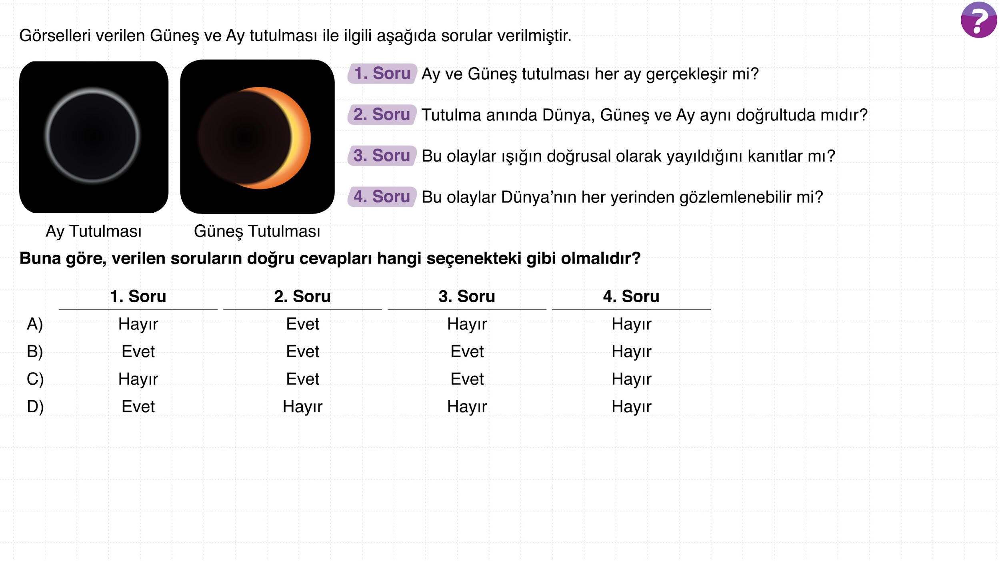 ?
Görselleri verilen Güneş ve Ay tutulması ile ilgili aşağıda sorular verilmiştir.
1. Soru Ay ve Güneş tutulması her ay gerçekleşir mi?
2. Soru Tutulma anında Dünya, Güneş ve Ay aynı doğrultuda mıdır?
3. Soru Bu olaylar ışığın doğrusal olarak yayıldığını kanıtlar mı?
4. Soru Bu olaylar Dünya’nın her yerinden gözlemlenebilir mi?
Ay Tutulması Güneş Tutulması
Buna göre, verilen soruların doğru cevapları hangi seçenekteki gibi olmalıdır?
1. Soru 2. Soru 3. Soru 4. Soru
A) Hayır Evet Hayır Hayır
B) Evet Evet Evet Hayır
C) Hayır Evet Evet Hayır
D) Evet Hayır Hayır Hayır